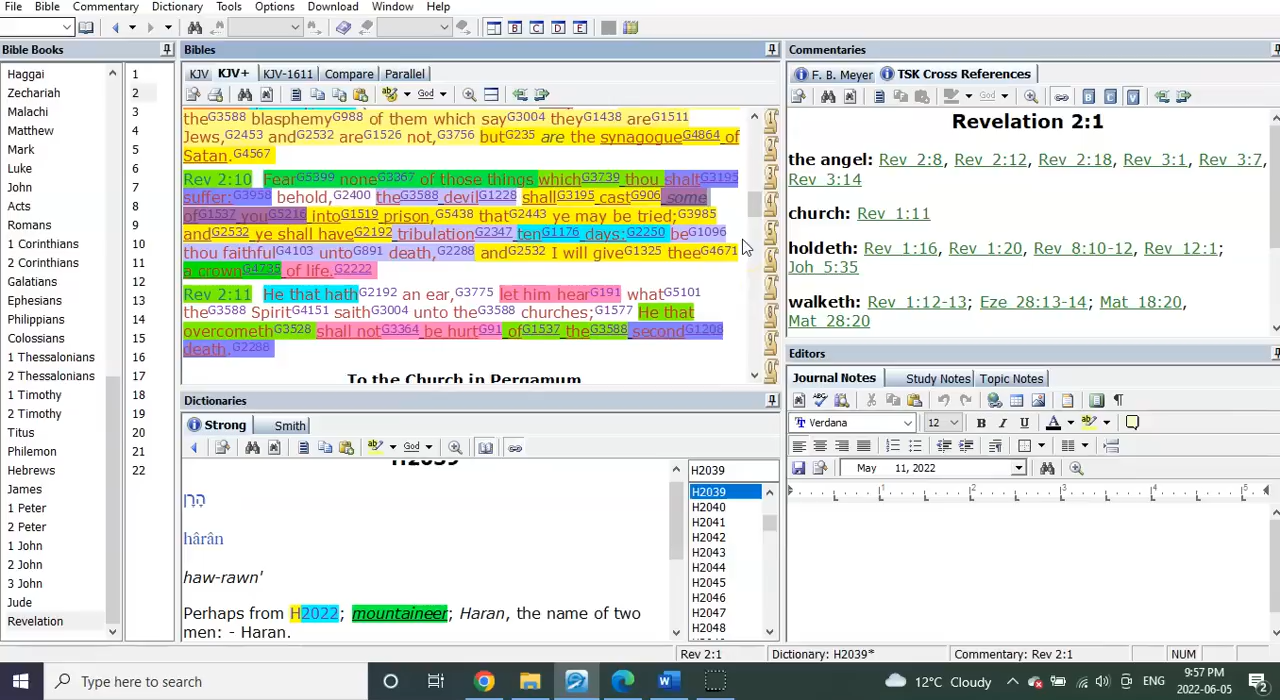 File Bible Commentary Dictionary Tools Options Download Window Help
B C D E
Bible Books
Haggai
Zechariah
Malachi
Matthew
Mark
Luke
John
Acts
Romans
1 Corinthians
2 Corinthians
Galatians
Ephesians
Philippians
Colossians
1 Thessalonians
2 Thessalonians
1 Timothy
2 Timothy
Titus
Philemon
Hebrews
James
1 Peter
2 Peter
1 John
2 John
3 John
Jude
Revelation
1
2
3
4
5
6
7
8
9
10
11
12
13
14
15
16
17
18
19
20
21
22
Bibles
KJV KJV+ KJV-1611 Compare Parallel
God
theG3588 blasphemyG988 of them which sayG3004 theyG1438 areG1511
Jews,G2453 andG2532 areG1526 not,G3756 butG235 are the synagogueG4864 of
Satan.G4567
Rev 2:10 FearG5399 noneG3367 of those things whichG3739 thou shaltG3195
suffer:G3958 behold,G2400 theG3588 devilG1228 shallG3195 castG906 some
ofG1537 youG5216 intoG1519 prison,G5438 thatG2443 ye may be tried;G3985
andG2532 ye shall haveG2192 tribulationG2347 tenG1176 days:G2250 beG1096
thou faithfulG4103 untoG891 death,G2288 andG2532 I will giveG1325 theeG4671
a crownG4735 of life.G2222
Rev 2:11 He that hathG2192 an ear,G3775 let him hearG191 whatG5101
theG3588 SpiritG4151 saithG3004 unto theG3588 churches;G1577 He that
overcomethG3528 shall notG3364 be hurtG91 ofG1537 theG3588 secondG1208
death.G2288
To the Church in Pergamum
Dictionaries
Strong Smith
God
H2039
הָרָן
hârân
haw-rawn'
Perhaps from H2022; mountaineer; Haran, the name of two
men: - Haran.
H2039
H2039
H2040
H2041
H2042
H2043
H2044
H2045
H2046
H2047
H2048
Commentaries
F. B. Meyer TSK Cross References
God B C V
Revelation 2:1
the angel: Rev 2:8, Rev 2:12, Rev 2:18, Rev 3:1, Rev 3:7,
Rev 3:14
church: Rev 1:11
holdeth: Rev 1:16, Rev 1:20, Rev 8:10-12, Rev 12:1;
Joh 5:35
walketh: Rev 1:12-13; Eze 28:13-14; Mat 18:20,
Mat 28:20
Editors
Journal Notes Study Notes Topic Notes
Verdana 12 B I U A
May 11, 2022
1 2 3 4 5
Rev 2:1 Dictionary: H2039* Commentary: Rev 2:1 NUM
Type here to search
12°C Cloudy ENG
9:57 PM
2022-06-05
2